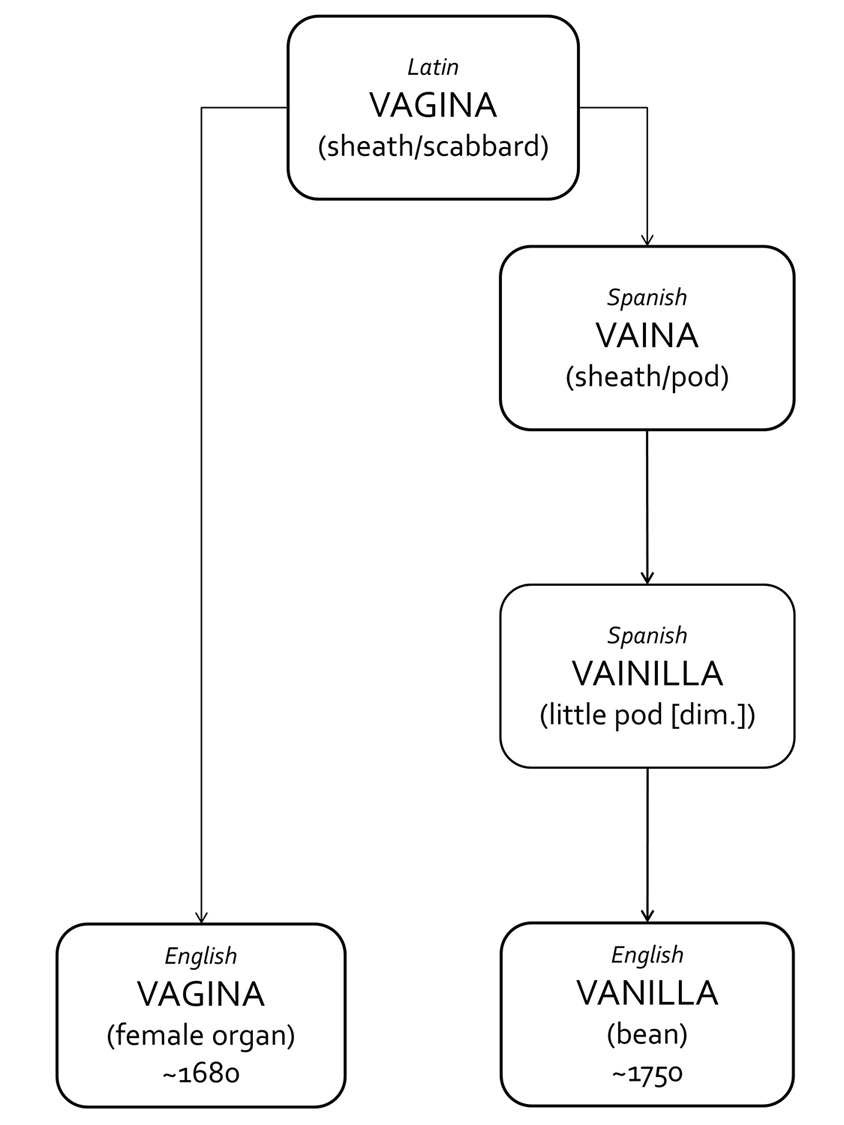 Latin
VAGINA
(sheath/scabbard)
Spanish
VAINA
(sheath/pod)
Spanish
VAINILLA
(little pod [dim.])
English
VAGINA
(female organ)
~1680
English
VANILLA
(bean)
~1750